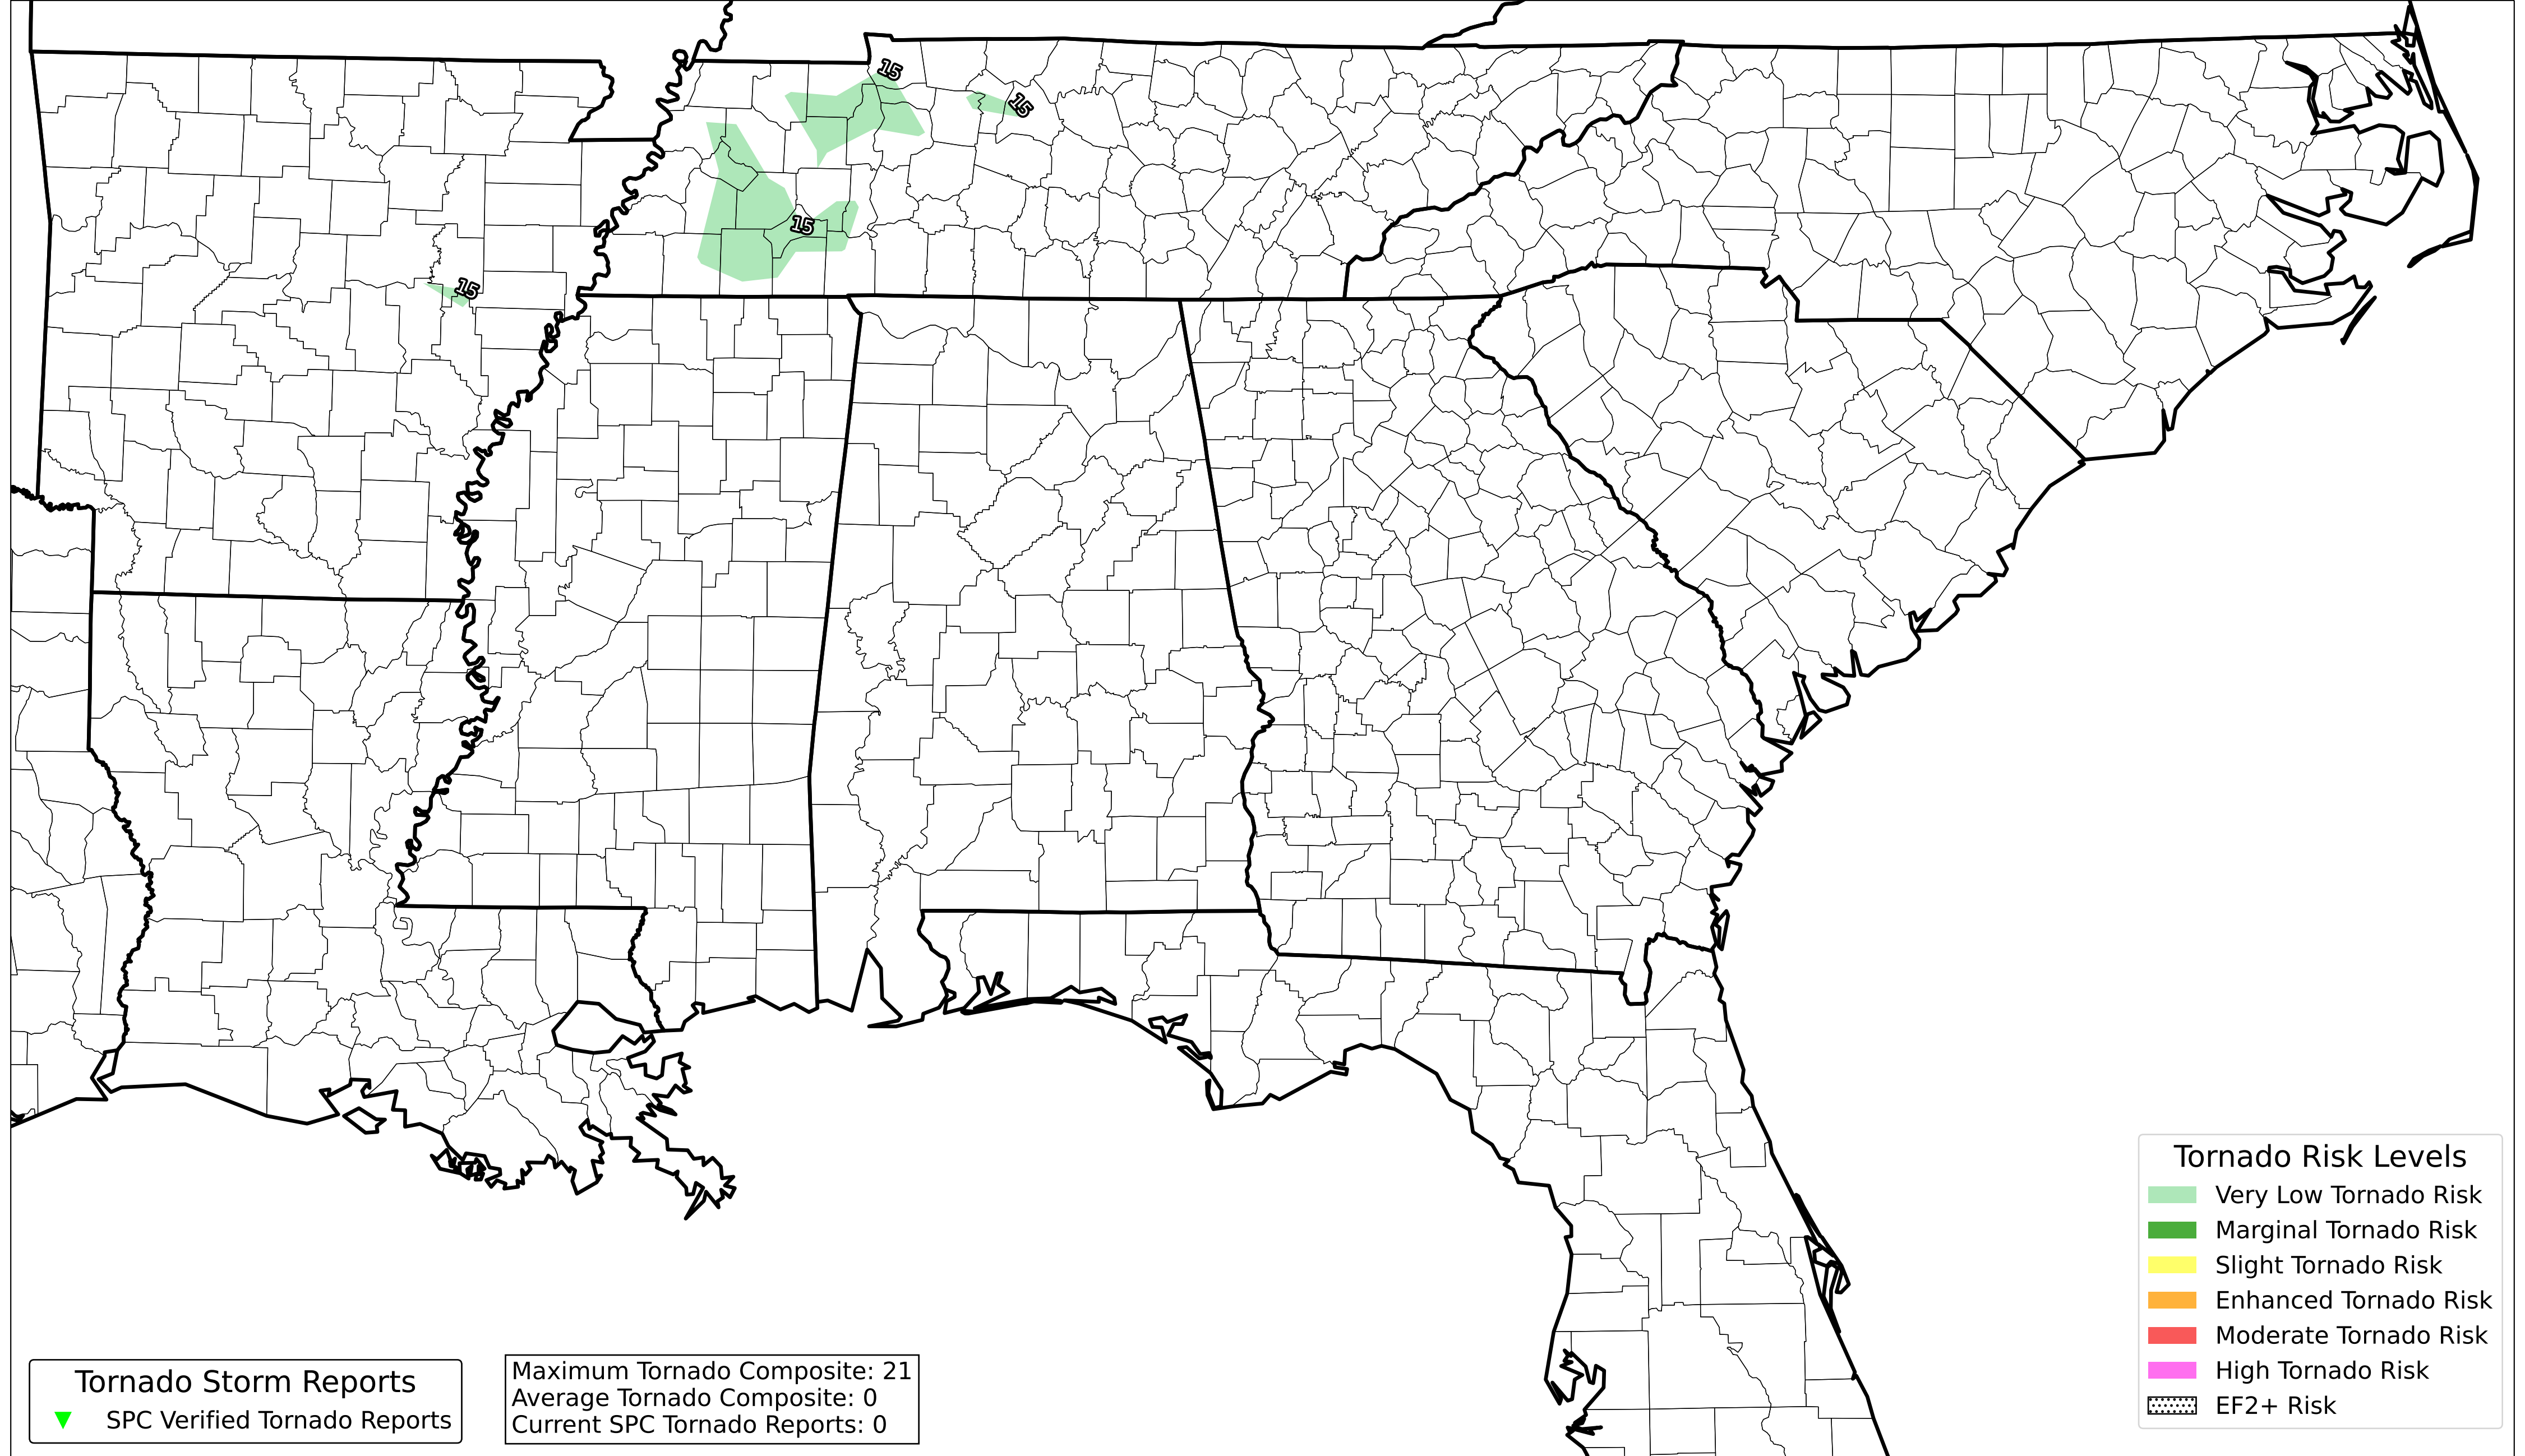 15
15
15
15
Tornado Risk Levels
Very Low Tornado Risk
Marginal Tornado Risk
Slight Tornado Risk
Enhanced Tornado Risk
Moderate Tornado Risk
High Tornado Risk
EF2+ Risk
Tornado Storm Reports
SPC Verified Tornado Reports
Maximum Tornado Composite: 21
Average Tornado Composite: 0
Current SPC Tornado Reports: 0